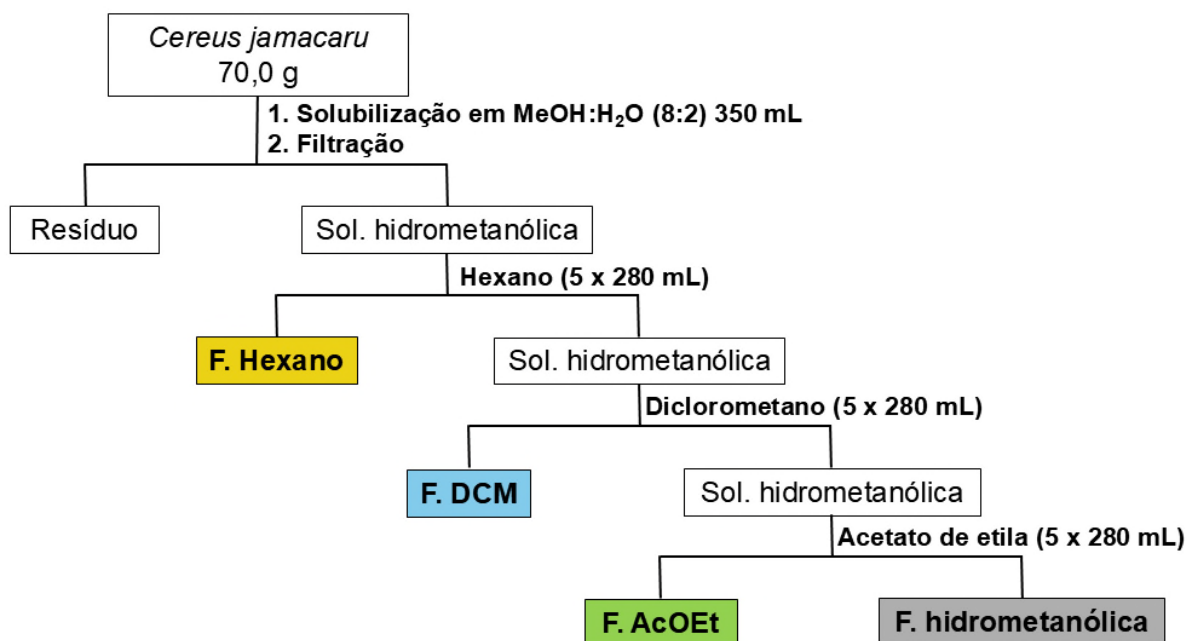 Cereus jamacaru
70,0 g
1. Solubilização em MeOH:H₂O (8:2) 350 mL
2. Filtração
Resíduo
Sol. hidrometanólica
Hexano (5 x 280 mL)
F. Hexano
Sol. hidrometanólica
Diclorometano (5 x 280 mL)
F. DCM
Sol. hidrometanólica
Acetato de etila (5 x 280 mL)
F. AcOEt
F. hidrometanólica